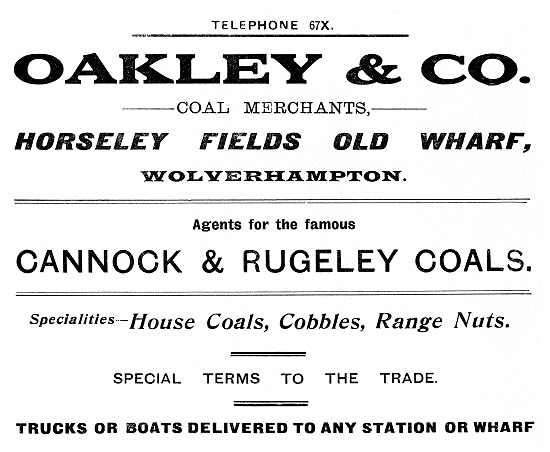 TELEPHONE 67X.
OAKLEY & CO.
COAL MERCHANTS,
HORSELEY FIELDS OLD WHARF,
WOLVERHAMPTON.
Agents for the famous
CANNOCK & RUGELEY COALS.
Specialities—House Coals, Cobbles, Range Nuts.
SPECIAL TERMS TO THE TRADE.
TRUCKS OR BOATS DELIVERED TO ANY STATION OR WHARF